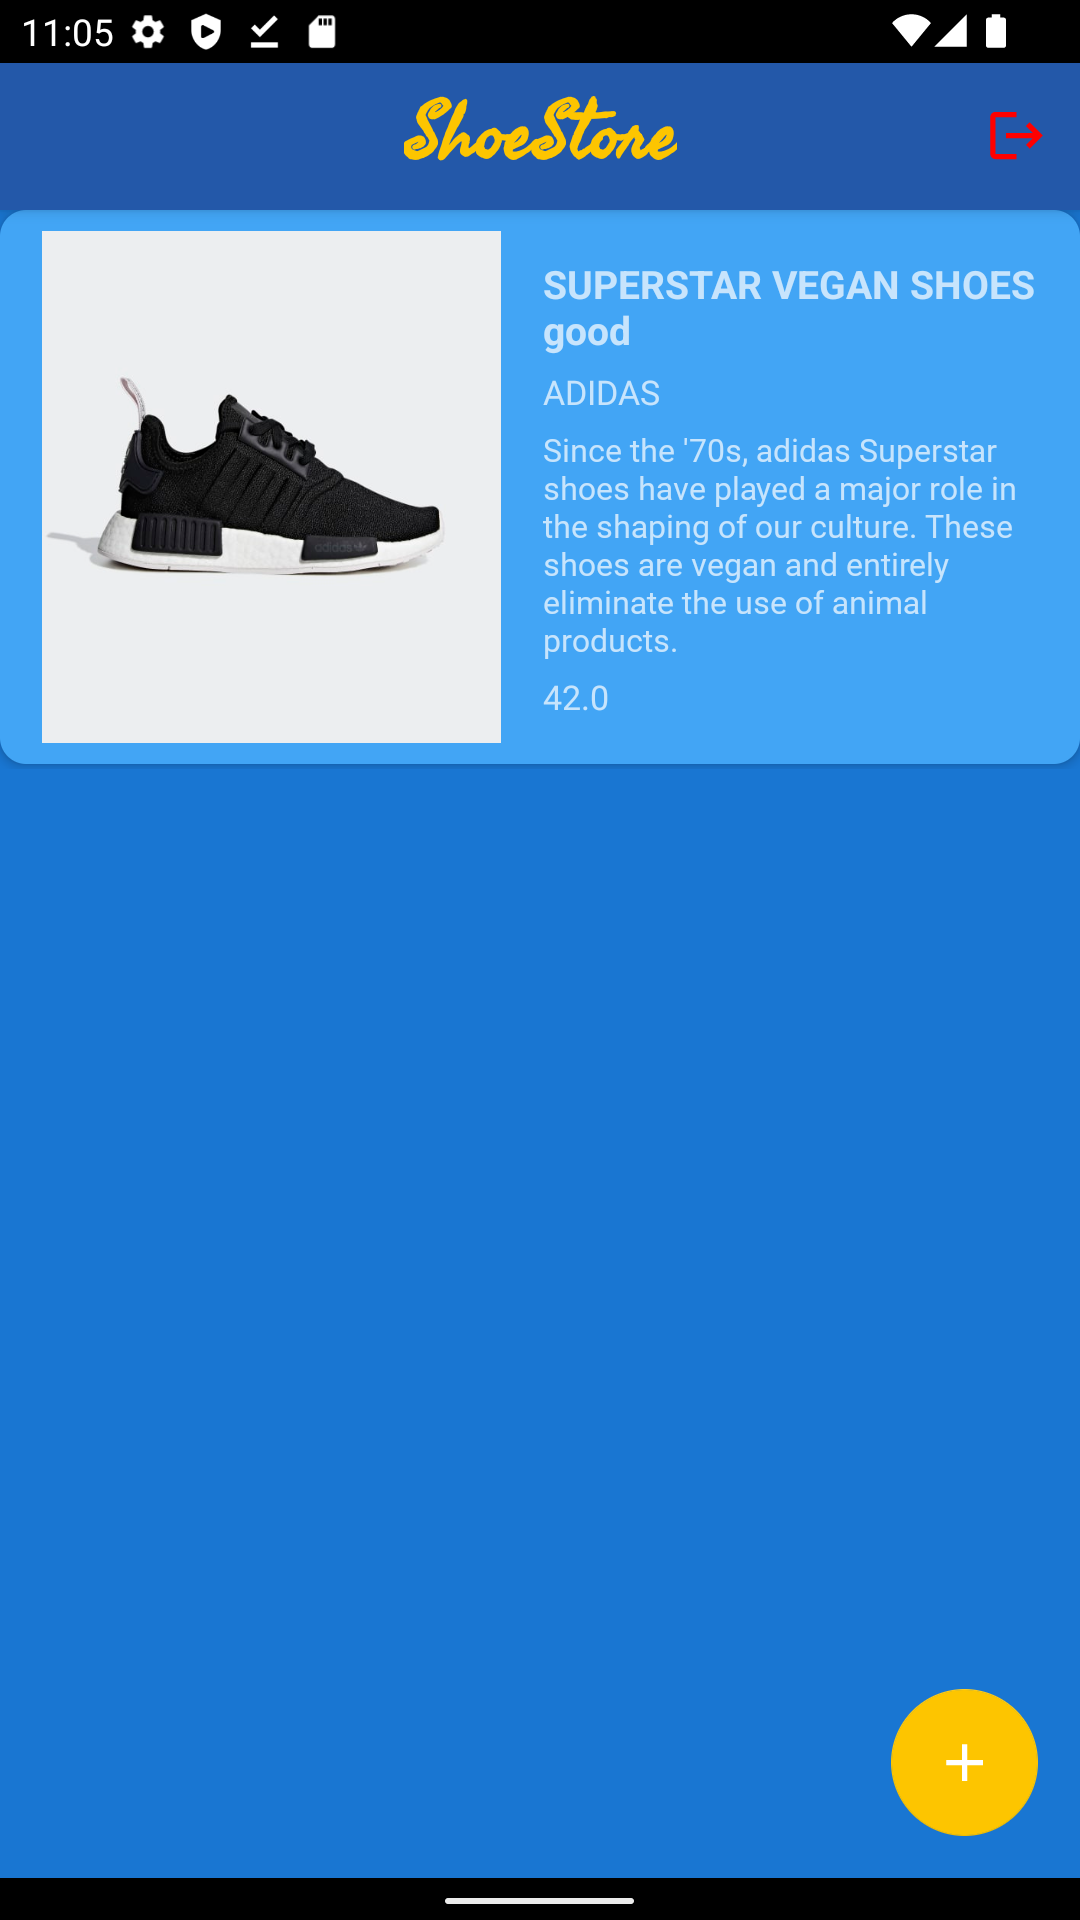 11:05
ShoeStore
SUPERSTAR VEGAN SHOES
good
ADIDAS
Since the '70s, adidas Superstar
shoes have played a major role in
the shaping of our culture. These
shoes are vegan and entirely
eliminate the use of animal
products.
42.0
adidas